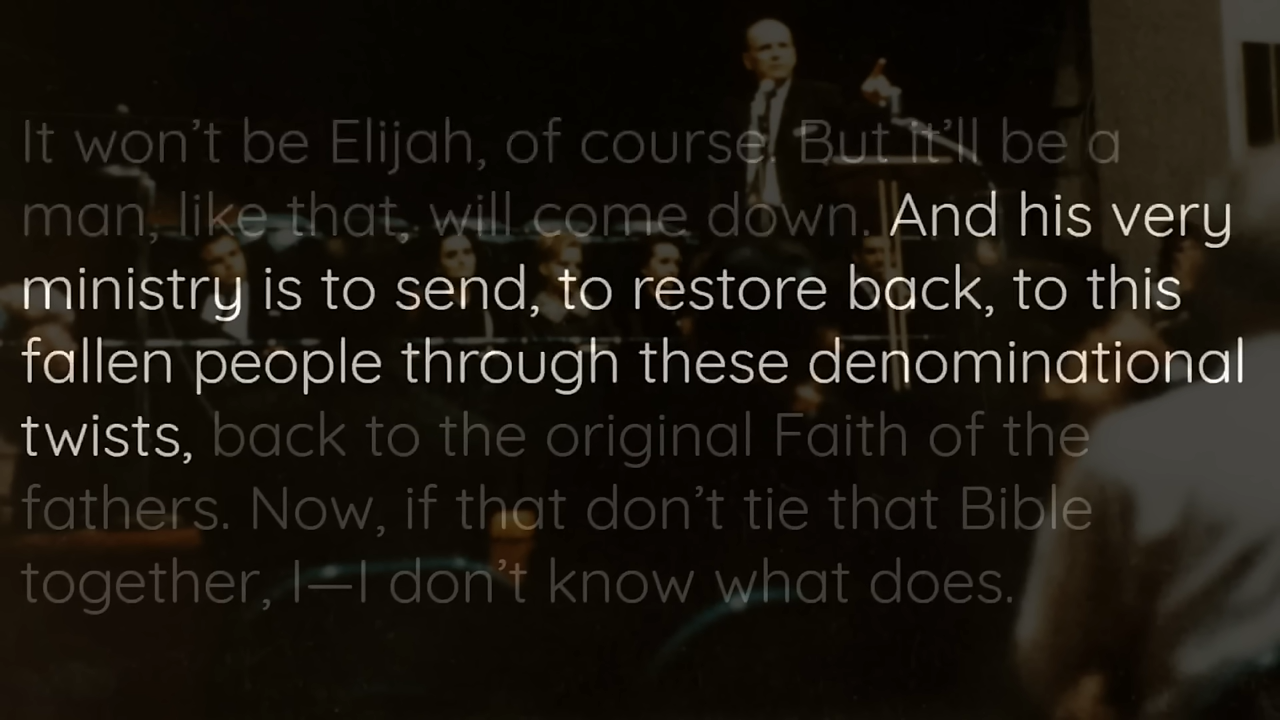 It won’t be Elijah, of course. But it’ll be a
man, like that, will come down. And his very
ministry is to send, to restore back, to this
fallen people through these denominational
twists, back to the original Faith of the
fathers. Now, if that don’t tie that Bible
together, I—I don’t know what does.